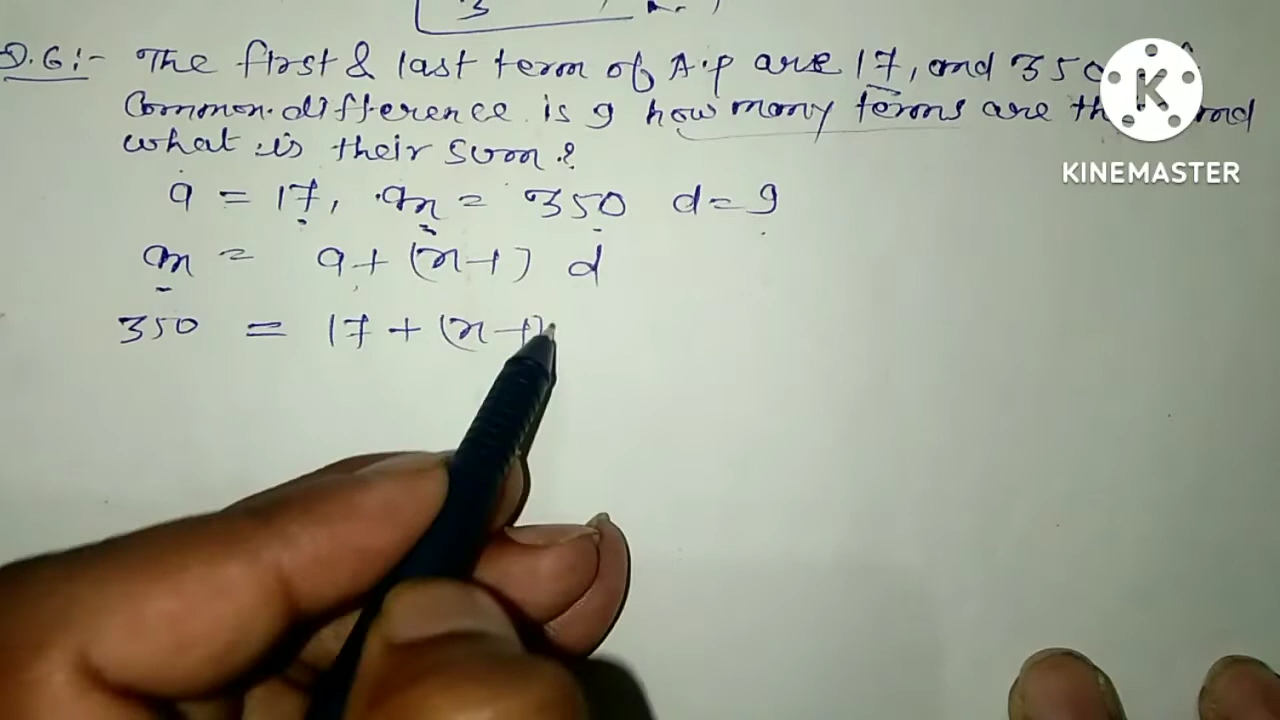 Q.6:- The first & last term of A.P are 17, and 350
Common difference is 9 how many terms are and
what is their sum?
a = 17, an = 350 d = 9
an = a + (n-1) d
350 = 17 + (n-1)
K
KINEMASTER